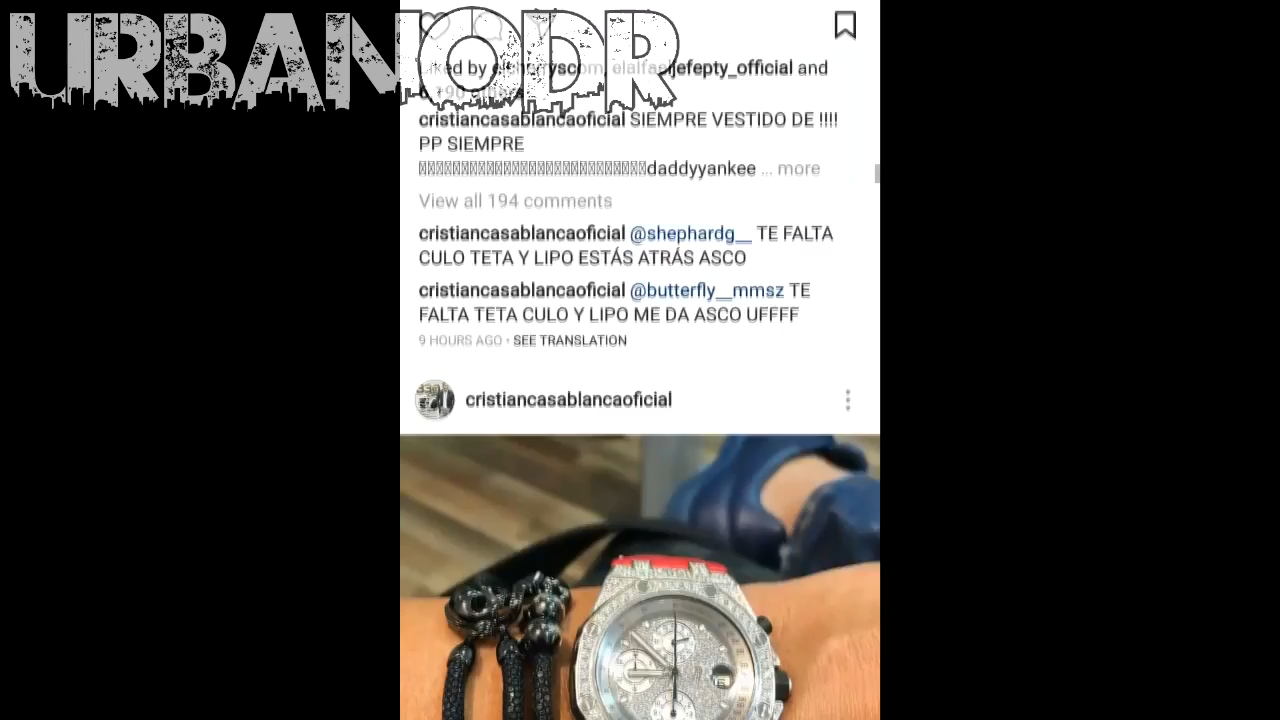 URBANODR
jefepty_official and
cristiancasablancaoficial SIEMPRE VESTIDO DE !!!!
PP SIEMPRE
daddyyankee ... more
View all 194 comments
cristiancasablancaoficial @shephardg__ TE FALTA
CULO TETA Y LIPO ESTÁS ATRÁS ASCO
cristiancasablancaoficial @butterfly__mmsz TE
FALTA TETA CULO Y LIPO ME DA ASCO UFFFF
9 HOURS AGO • SEE TRANSLATION
cristiancasablancaoficial